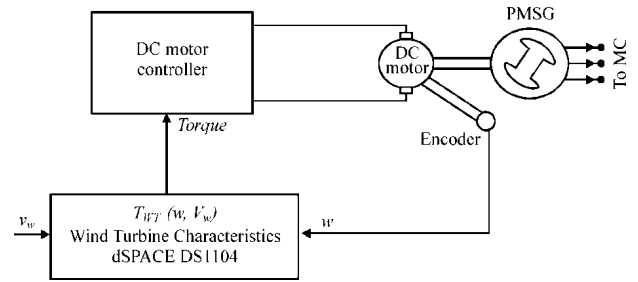 PMSG
DC motor
controller
DC
motor
To MC
Torque
Encoder
T_WT (w, V_w)
v_w
Wind Turbine Characteristics
dSPACE DS1104
w